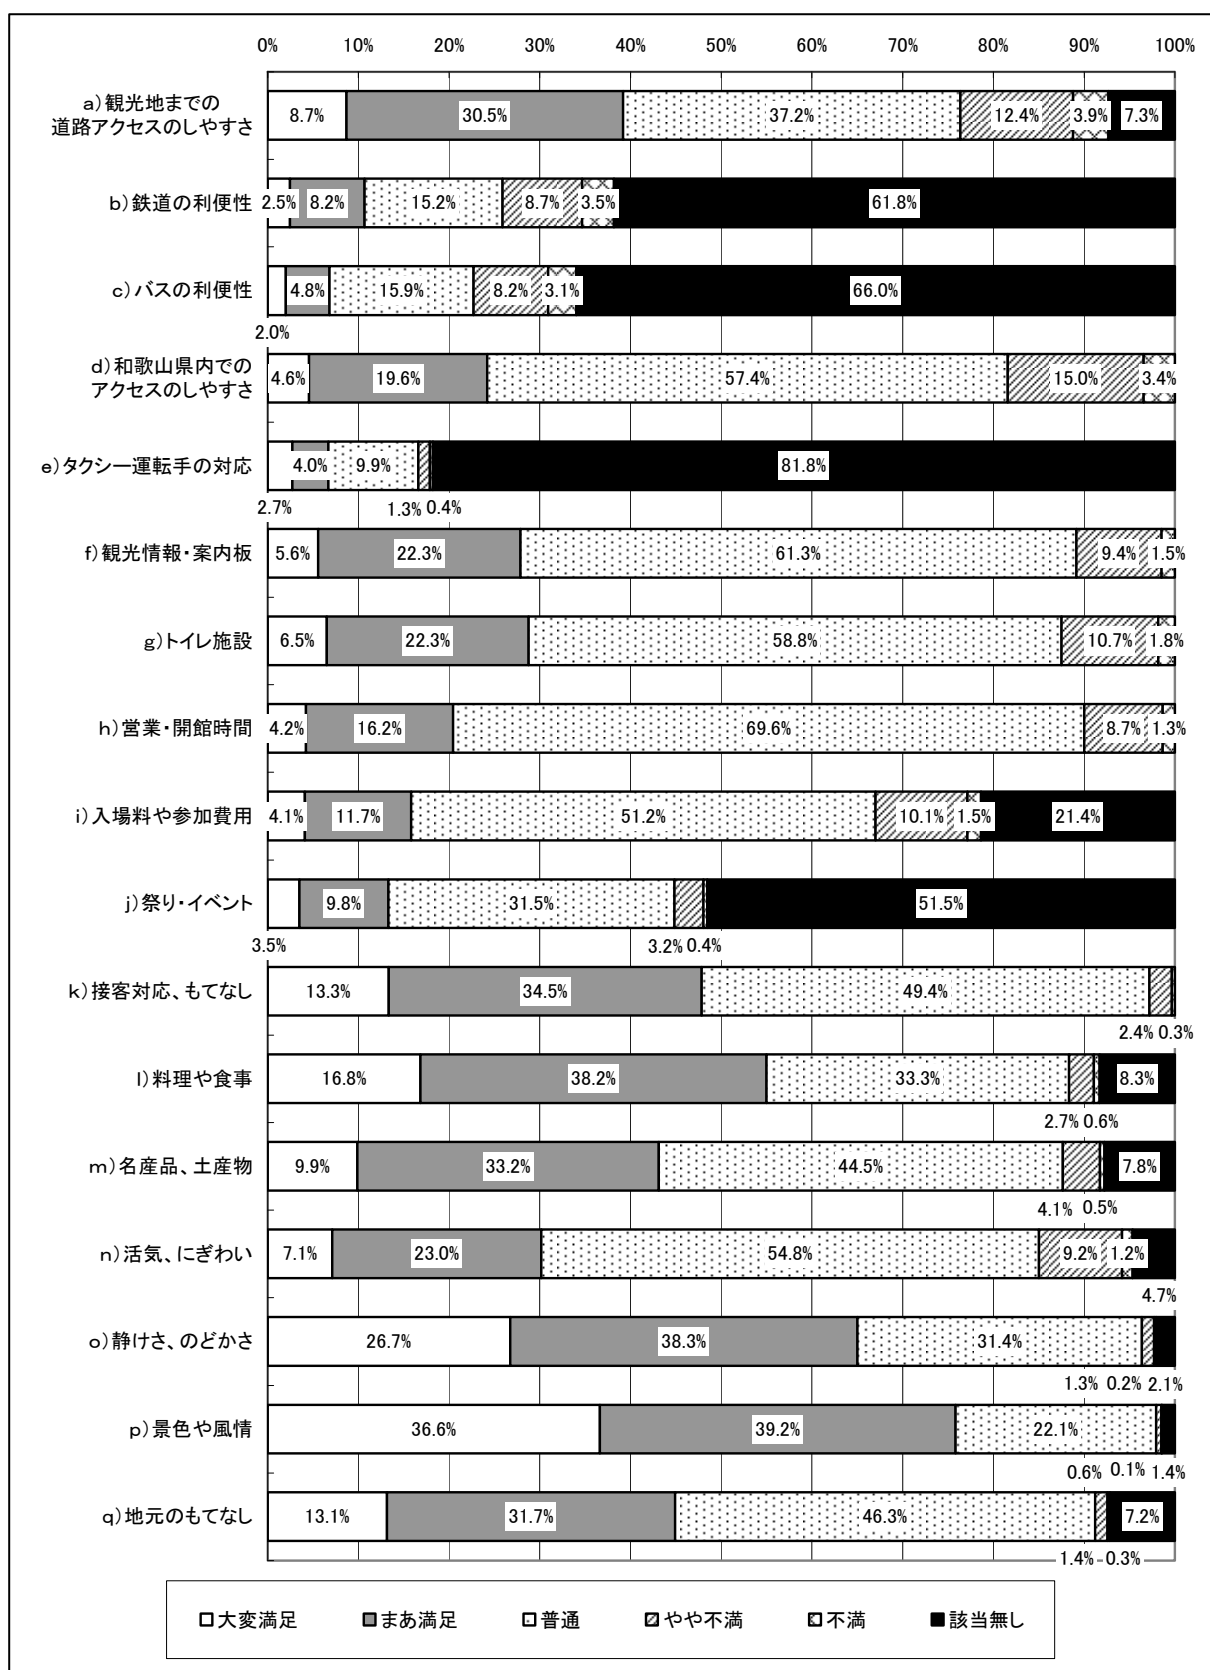 0% 10% 20% 30% 40% 50% 60% 70% 80% 90% 100%
a)観光地までの
道路アクセスのしやすさ
8.7% 30.5% 37.2% 12.4% 3.9% 7.3%
b)鉄道の利便性 2.5% 8.2% 15.2% 8.7% 3.5% 61.8%
c)バスの利便性 4.8% 15.9% 8.2% 3.1% 66.0%
2.0%
d)和歌山県内での
アクセスのしやすさ
4.6% 19.6% 57.4% 15.0% 3.4%
e)タクシー運転手の対応 4.0% 9.9% 81.8%
2.7% 1.3% 0.4%
f)観光情報・案内板 5.6% 22.3% 61.3% 9.4% 1.5%
g)トイレ施設 6.5% 22.3% 58.8% 10.7% 1.8%
h)営業・開館時間 4.2% 16.2% 69.6% 8.7% 1.3%
i)入場料や参加費用 4.1% 11.7% 51.2% 10.1% 1.5% 21.4%
j)祭り・イベント 9.8% 31.5% 51.5%
3.5% 3.2% 0.4%
k)接客対応、もてなし 13.3% 34.5% 49.4%
2.4% 0.3%
l)料理や食事 16.8% 38.2% 33.3% 8.3%
2.7% 0.6%
m)名産品、土産物 9.9% 33.2% 44.5% 7.8%
4.1% 0.5%
n)活気、にぎわい 7.1% 23.0% 54.8% 9.2% 1.2%
4.7%
o)静けさ、のどかさ 26.7% 38.3% 31.4%
1.3% 0.2% 2.1%
p)景色や風情 36.6% 39.2% 22.1%
0.6% 0.1% 1.4%
q)地元のもてなし 13.1% 31.7% 46.3% 7.2%
1.4% 0.3%
大変満足 まあ満足 普通 やや不満 不満 該当無し